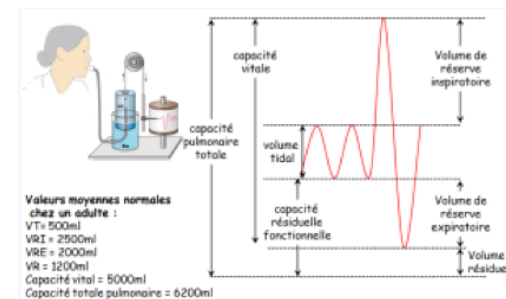 capacité
vitale
Volume de
réserve
inspiratoire
capacité
pulmonaire
totale
volume
tidal
capacité
résiduelle
fonctionnelle
Volume de
réserve
expiratoire
Volume
résidue
Valeurs moyennes normales
chez un adulte :
VT= 500ml
VRI = 2500ml
VRE = 2000ml
VR = 1200ml
Capacité vital = 5000ml
Capacité totale pulmonaire = 6200ml